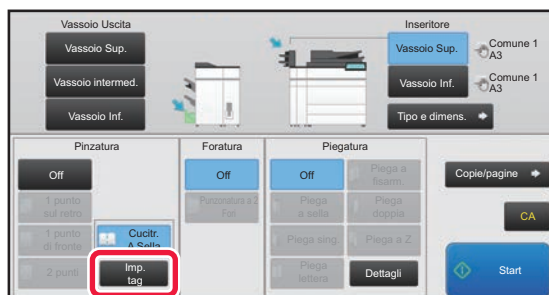 Vassoio Uscita
Inseritore
Vassoio Sup.
Vassoio Sup.
Comune 1
A3
Vassoio intermed.
Vassoio Inf.
Comune 1
A3
Vassoio Inf.
Tipo e dimens.
Pinzatura
Foratura
Piegatura
Off
Off
Off
Piega a
fisarm.
Copie/pagine
1 punto
sul retro
Punzonatura a 2
Fori
Piega
a sella
Piega
doppia
CA
1 punto
di fronte
Cucitr.
A Sella
Piega sing.
Piega a Z
2 punti
Imp.
tag
Piega
lettera
Dettagli
Start